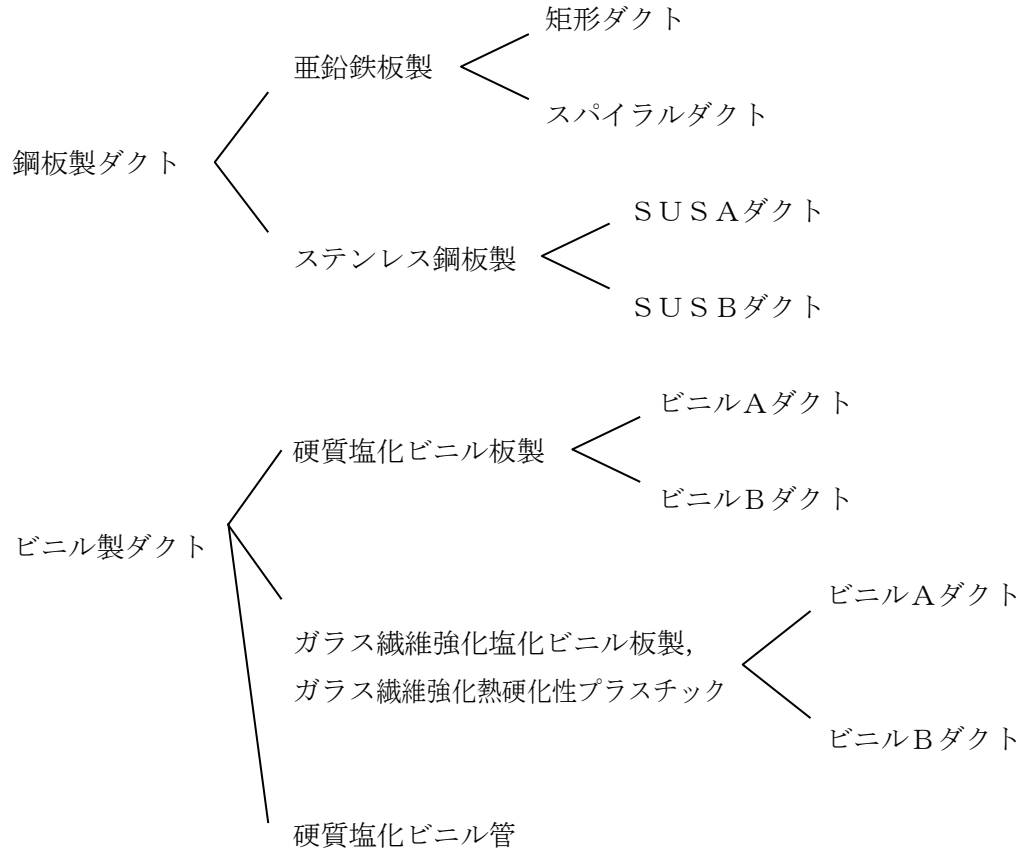 矩形ダクト
亜鉛鉄板製
スパイラルダクト
鋼板製ダクト
ＳＵＳＡダクト
ステンレス鋼板製
ＳＵＳＢダクト
ビニルＡダクト
硬質塩化ビニル板製
ビニルＢダクト
ビニル製ダクト
ビニルＡダクト
ガラス繊維強化塩化ビニル板製，
ガラス繊維強化熱硬化性プラスチック
ビニルＢダクト
硬質塩化ビニル管